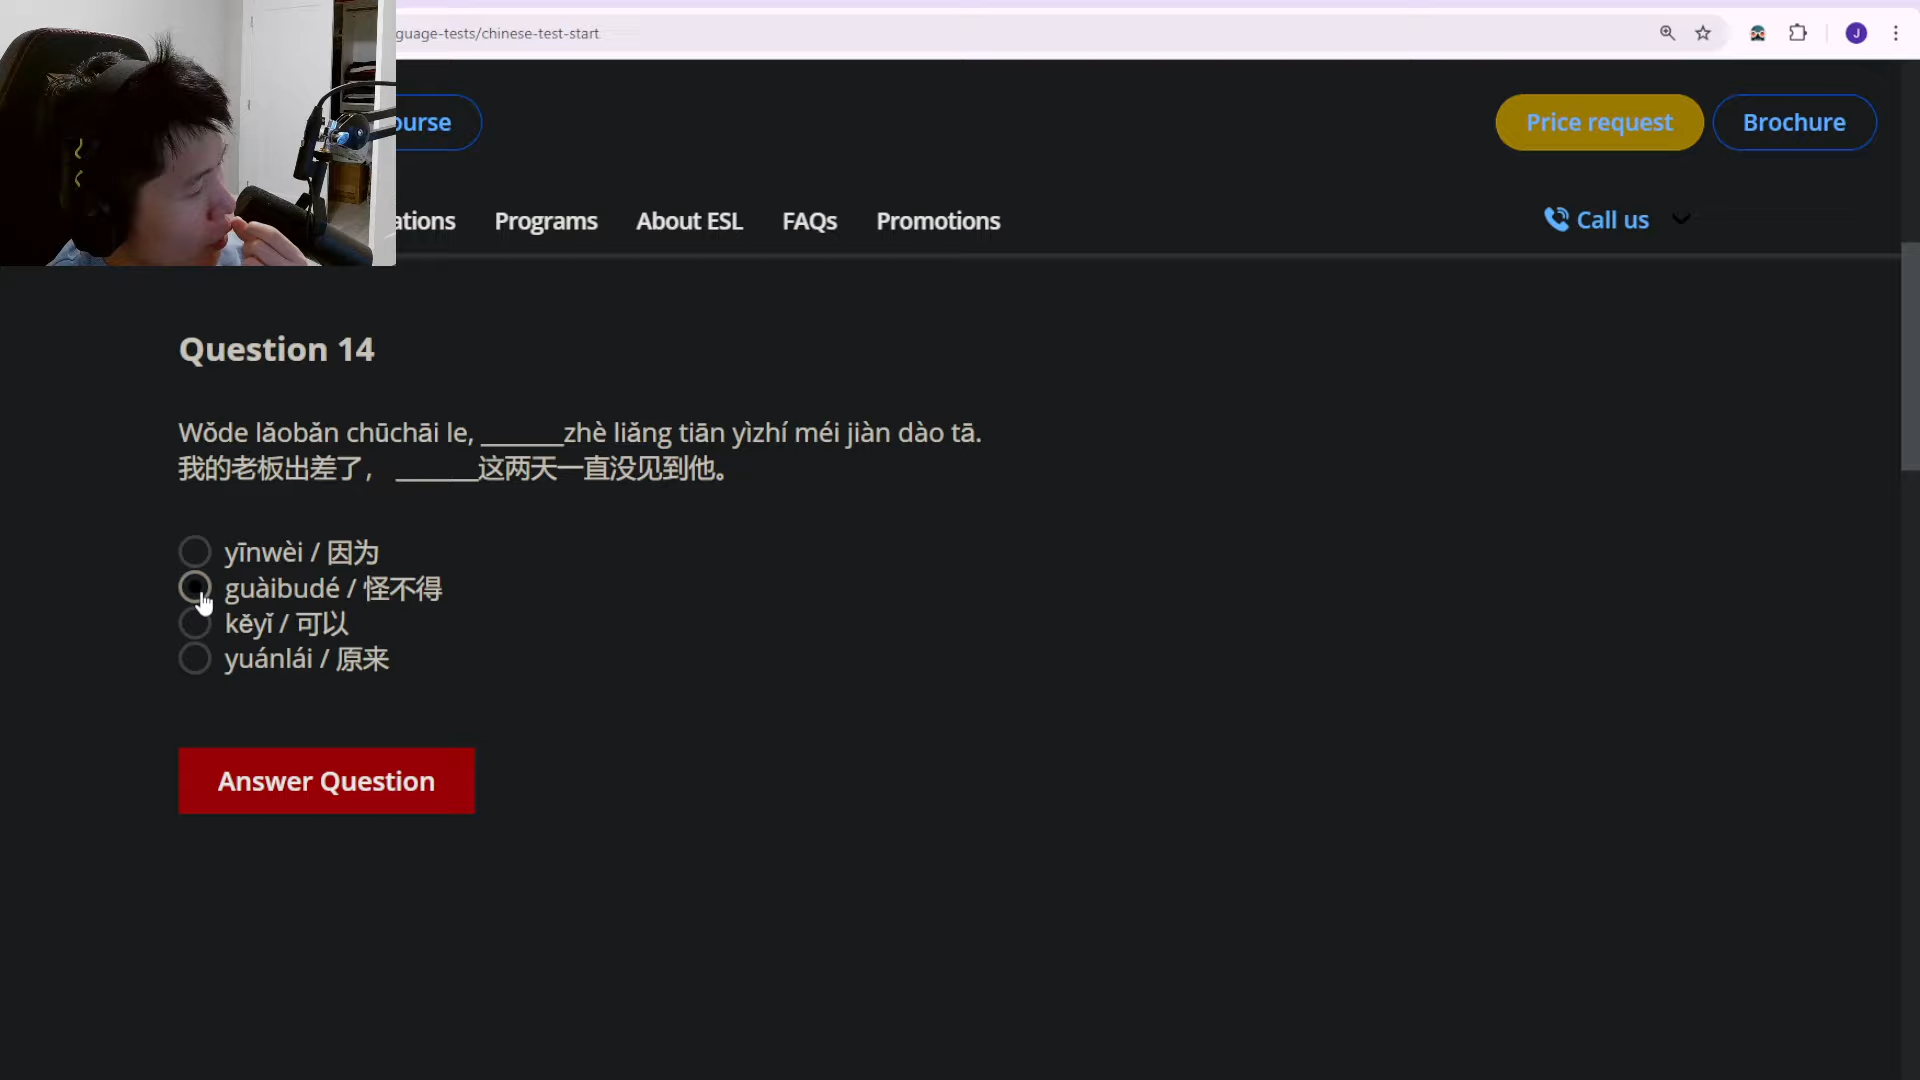 guage-tests/chinese-test-start
J
ourse
Price request
Brochure
ations
Programs
About ESL
FAQs
Promotions
Call us
Question 14
Wǒde lǎobǎn chūchāi le, ______zhè liǎng tiān yìzhí méi jiàn dào tā.
我的老板出差了， ______这两天一直没见到他。
yīnwèi / 因为
guàibudé / 怪不得
kěyǐ / 可以
yuánlái / 原来
Answer Question